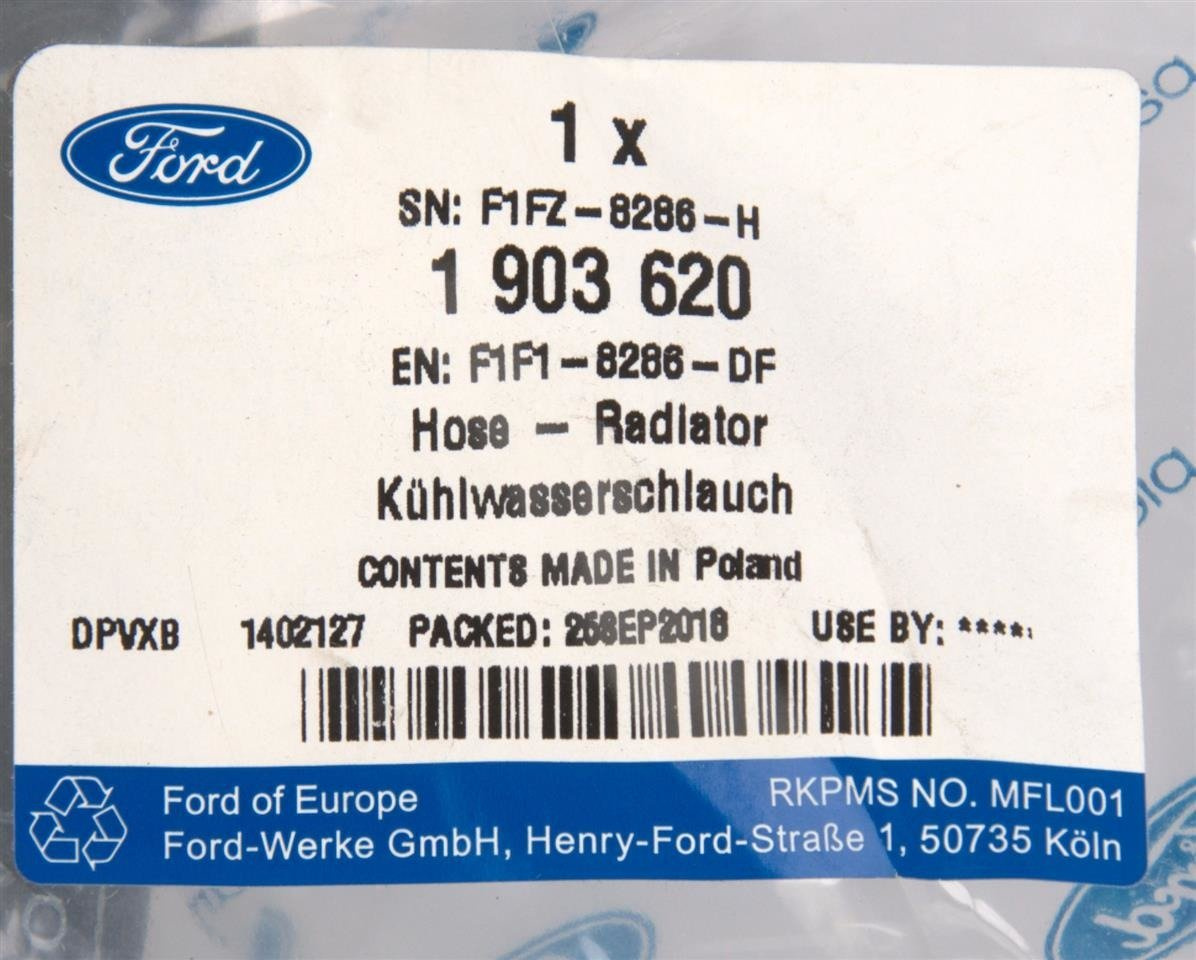 Ford
1 x
SN: F1FZ-8286-H
1 903 620
EN: F1F1-8286-DF
Hose - Radiator
Kühlwasserschlauch
CONTENTS MADE IN Poland
DPVXB 1402127 PACKED: 25SEP2018 USE BY: ****
Ford of Europe
RKPMS NO. MFL001
Ford-Werke GmbH, Henry-Ford-Straße 1, 50735 Köln